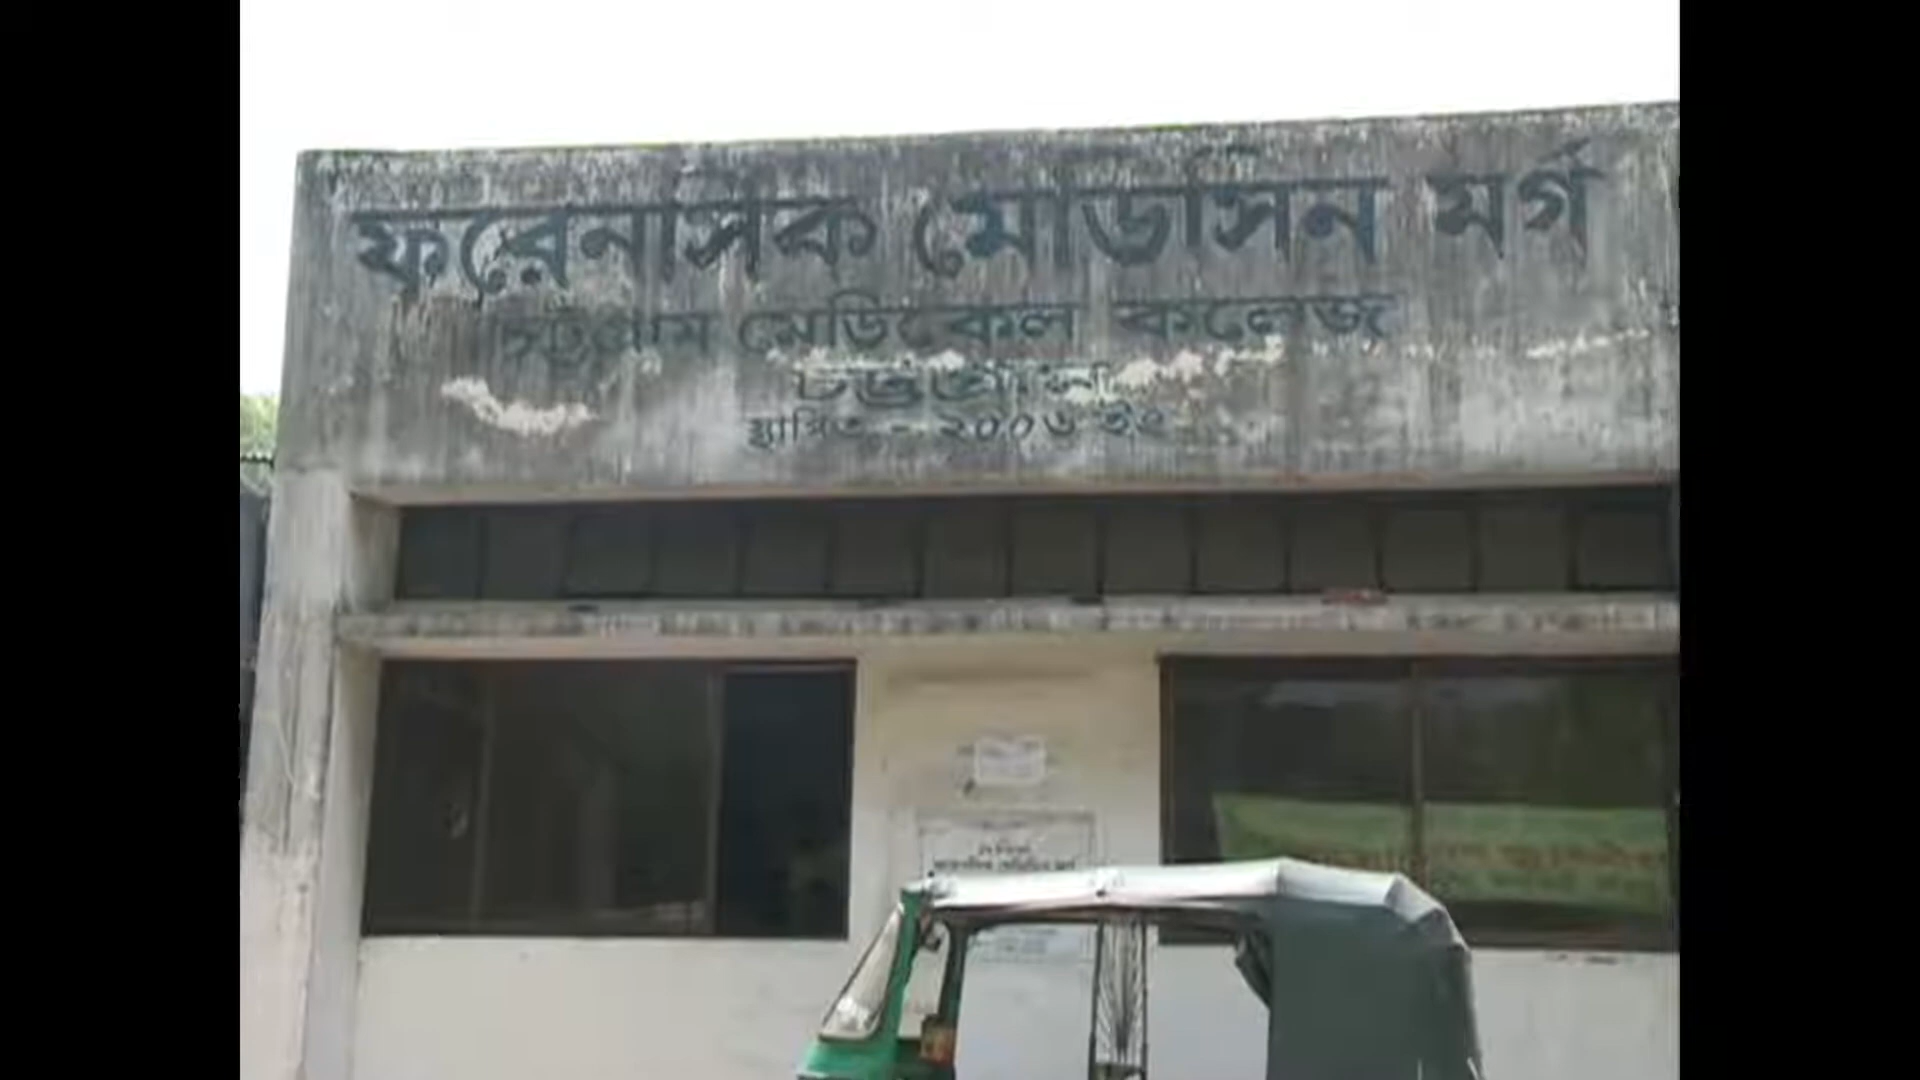 ফরেনসিক মেডিসিন মর্গ
চট্টগ্রাম মেডিকেল কলেজ
চট্টগ্রাম
স্থাপিত - ২০০৬ ইং